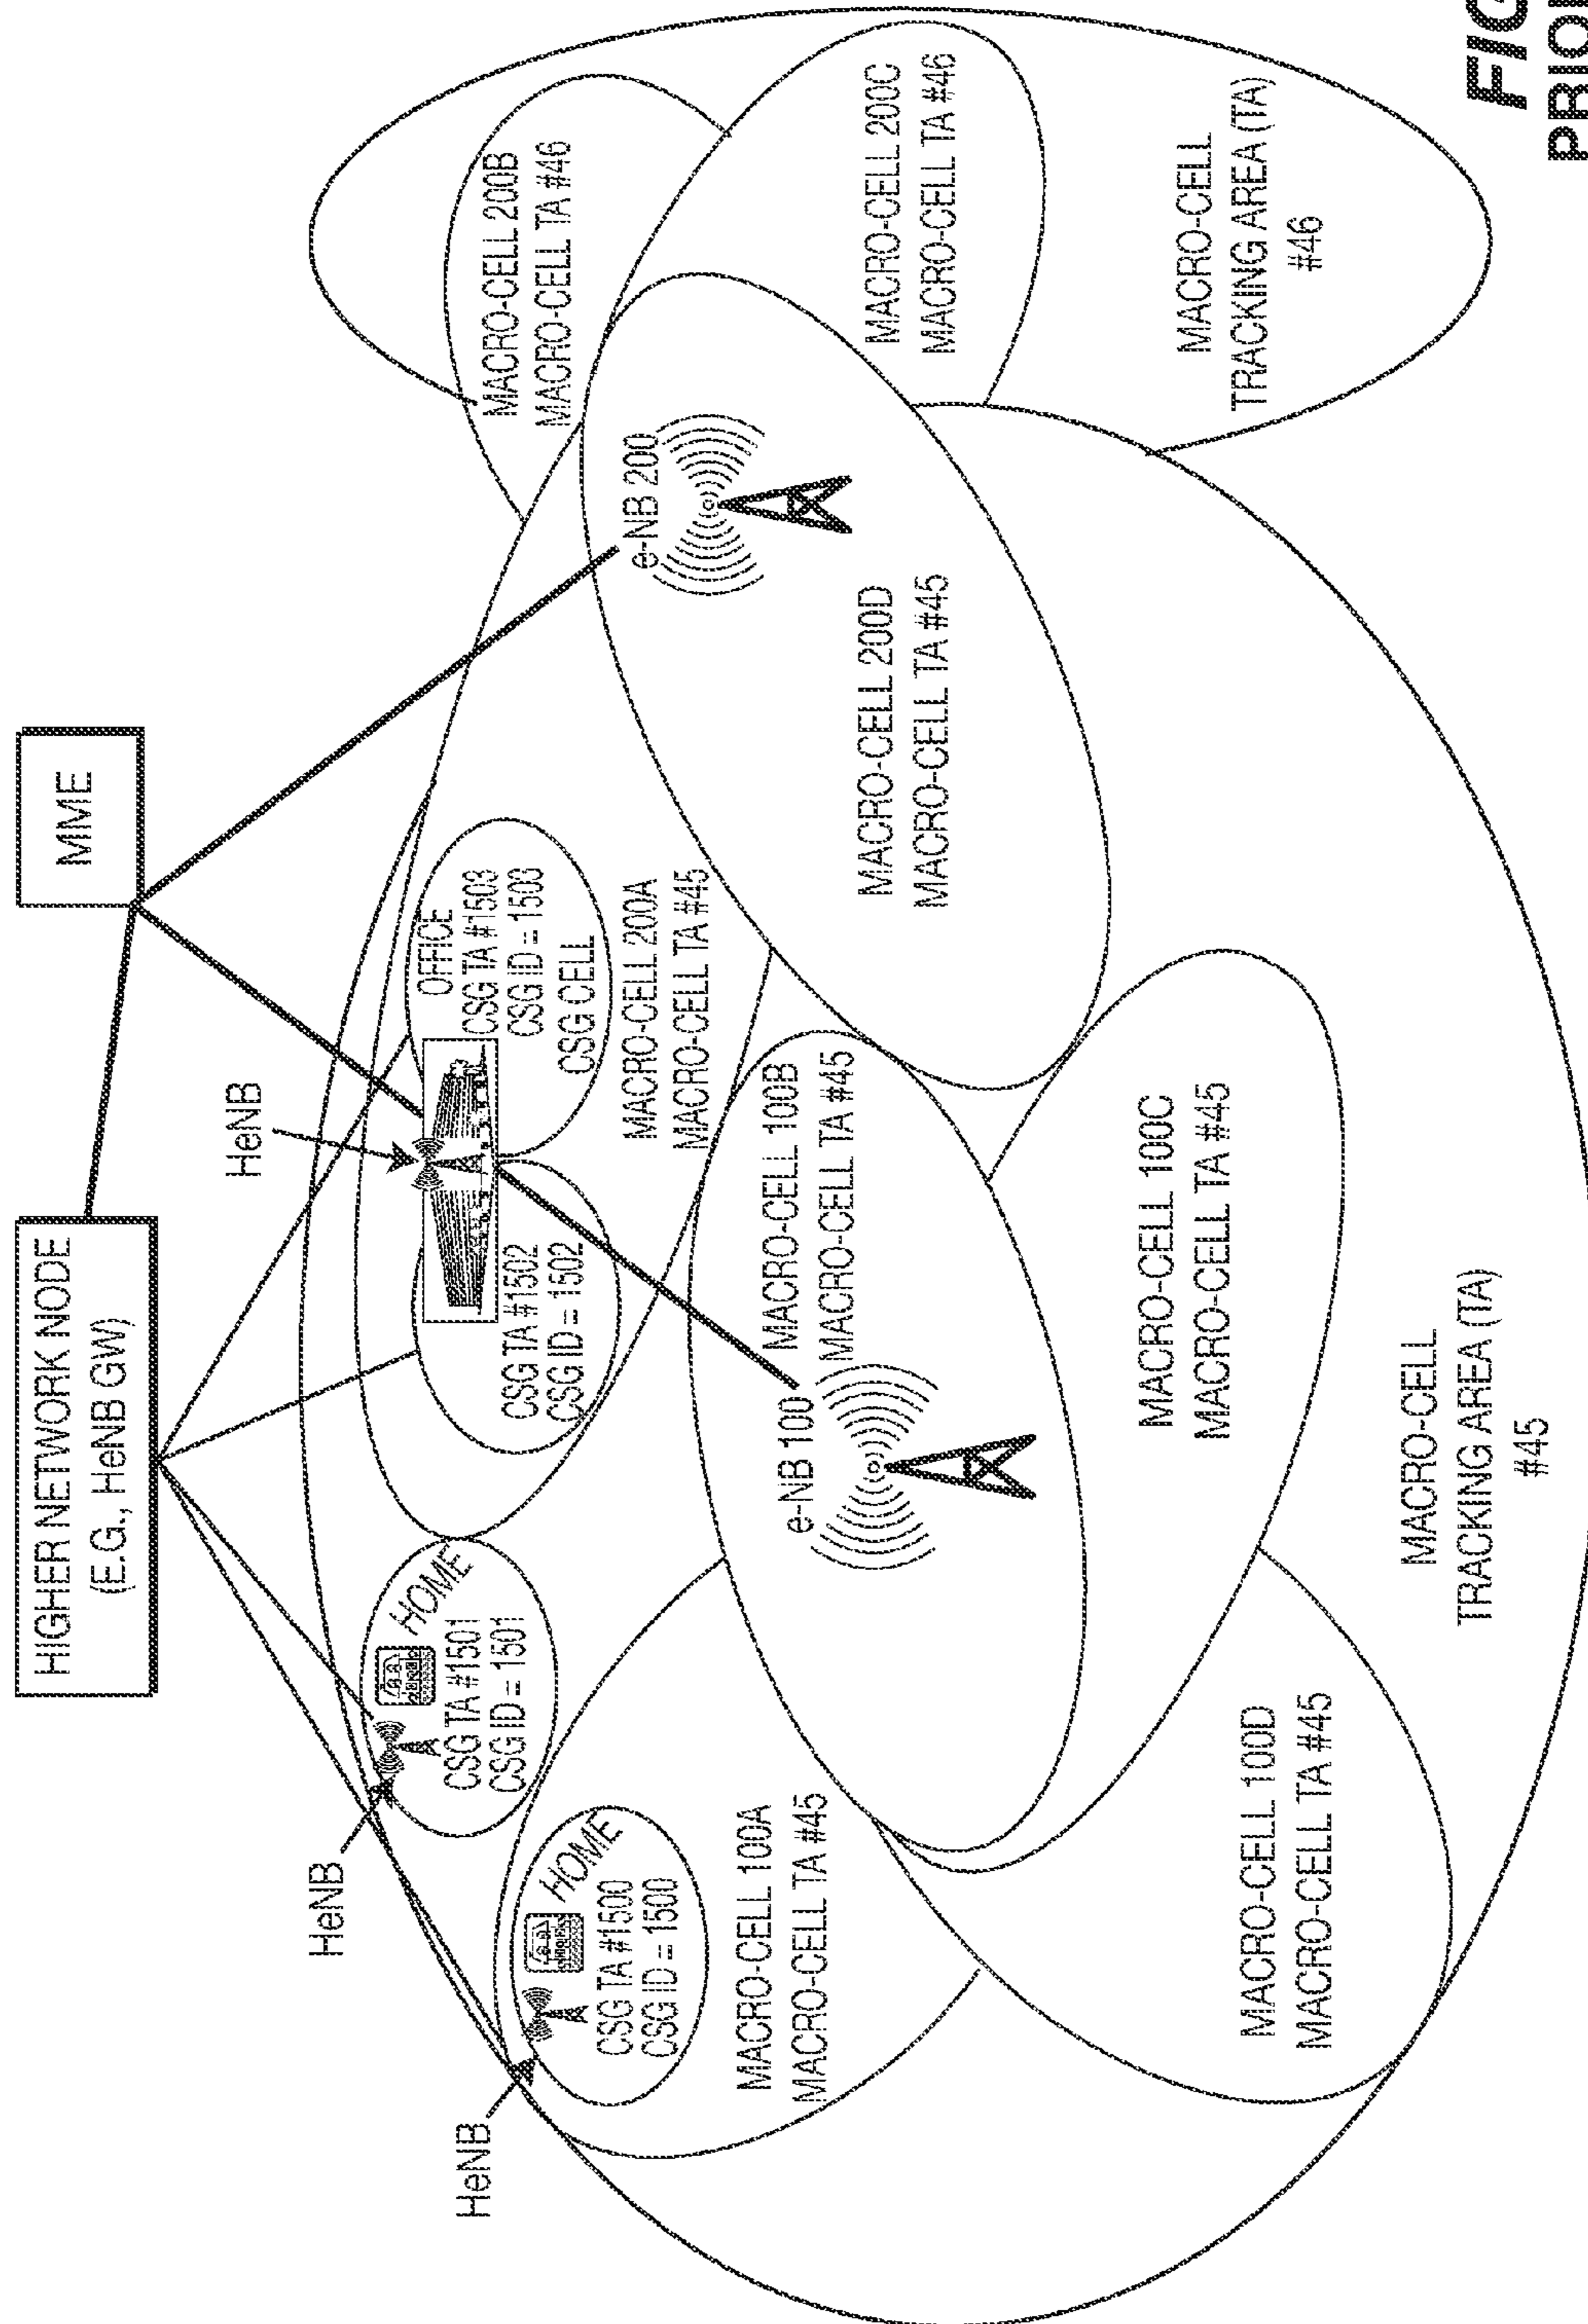 HIGHER NETWORK NODE
(E.G., HeNB GW)
MME
HeNB
HeNB
HeNB
HOME
CSG TA #1500
CSG ID = 1500
HOME
CSG TA #1501
CSG ID = 1501
CSG TA #1502
CSG ID = 1502
OFFICE
CSG TA #1503
CSG ID = 1503
CSG CELL
MACRO-CELL 200A
MACRO-CELL TA #45
MACRO-CELL 200B
MACRO-CELL TA #46
e-NB 200
MACRO-CELL 200C
MACRO-CELL TA #46
MACRO-CELL 200D
MACRO-CELL TA #45
MACRO-CELL 100A
MACRO-CELL TA #45
e-NB 100
MACRO-CELL 100B
MACRO-CELL TA #45
MACRO-CELL 100C
MACRO-CELL TA #45
MACRO-CELL 100D
MACRO-CELL TA #45
MACRO-CELL
TRACKING AREA (TA)
#45
MACRO-CELL
TRACKING AREA (TA)
#46